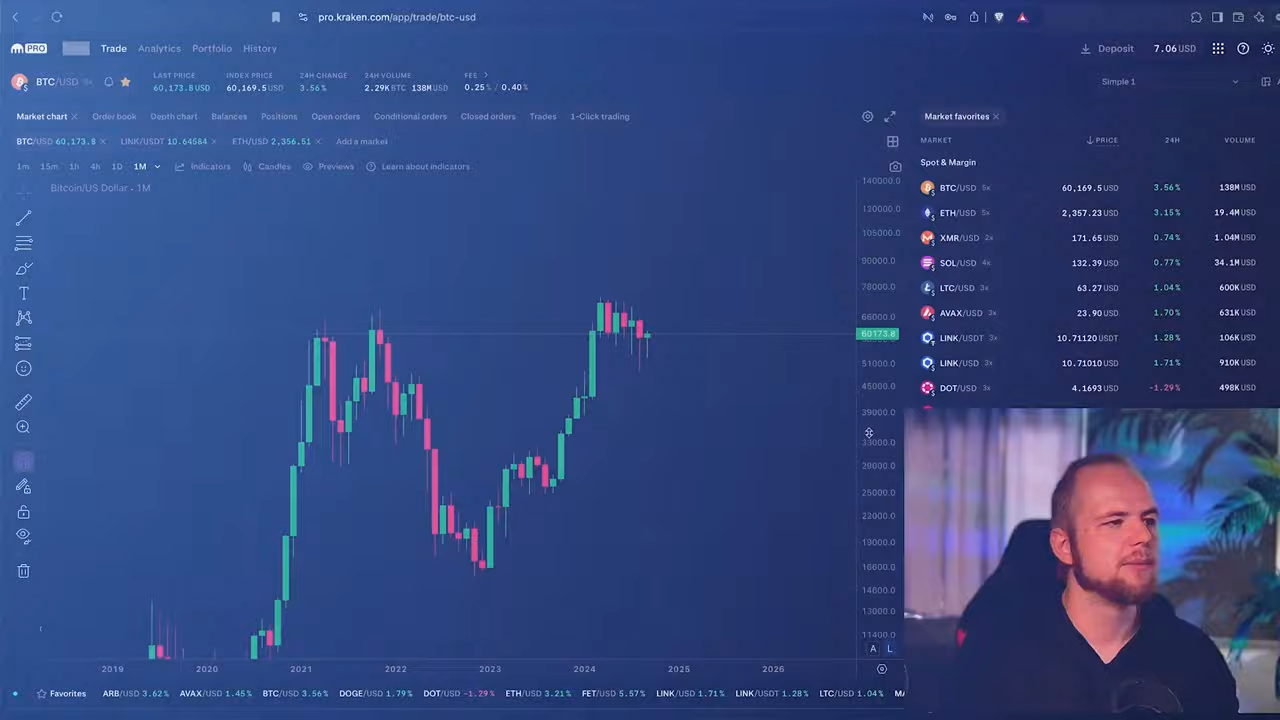 pro.kraken.com/app/trade/btc-usd
PRO Trade Analytics Portfolio History Deposit 7.06 USD
BTC/USD LAST PRICE INDEX PRICE 24H CHANGE 24H VOLUME FEE
60,173.8 USD 60,169.5 USD 3.56% 2.29K BTC 138M USD 0.25% / 0.40%
Simple 1
Market chart Order book Depth chart Balances Positions Open orders Conditional orders Closed orders Trades 1-Click trading
BTC/USD 60,173.8 LINK/USDT 10.64584 ETH/USD 2,356.51 Add a market
1m 15m 1h 4h 1D 1M Indicators Candles Previews Learn about indicators
Bitcoin/US Dollar · 1M
140000.0
120000.0
105000.0
90000.0
78000.0
66000.0
60173.8
51000.0
45000.0
39000.0
33000.0
29000.0
25000.0
22000.0
19000.0
16600.0
14600.0
13000.0
11400.0
A L
2019 2020 2021 2022 2023 2024 2025 2026
Market favorites
MARKET PRICE 24H VOLUME
Spot & Margin
BTC/USD 5x 60,169.5 USD 3.56% 138M USD
ETH/USD 5x 2,357.23 USD 3.15% 19.4M USD
XMR/USD 2x 171.65 USD 0.74% 1.04M USD
SOL/USD 4x 132.39 USD 0.77% 34.1M USD
LTC/USD 3x 63.27 USD 1.04% 600K USD
AVAX/USD 3x 23.90 USD 1.70% 631K USD
LINK/USDT 3x 10.71120 USDT 1.28% 106K USD
LINK/USD 3x 10.71010 USD 1.71% 910K USD
DOT/USD 3x 4.1693 USD -1.29% 498K USD
Favorites ARB/USD 3.62% AVAX/USD 1.45% BTC/USD 3.56% DOGE/USD 1.79% DOT/USD -1.29% ETH/USD 3.21% FET/USD 5.57% LINK/USD 1.71% LINK/USDT 1.28% LTC/USD 1.04%